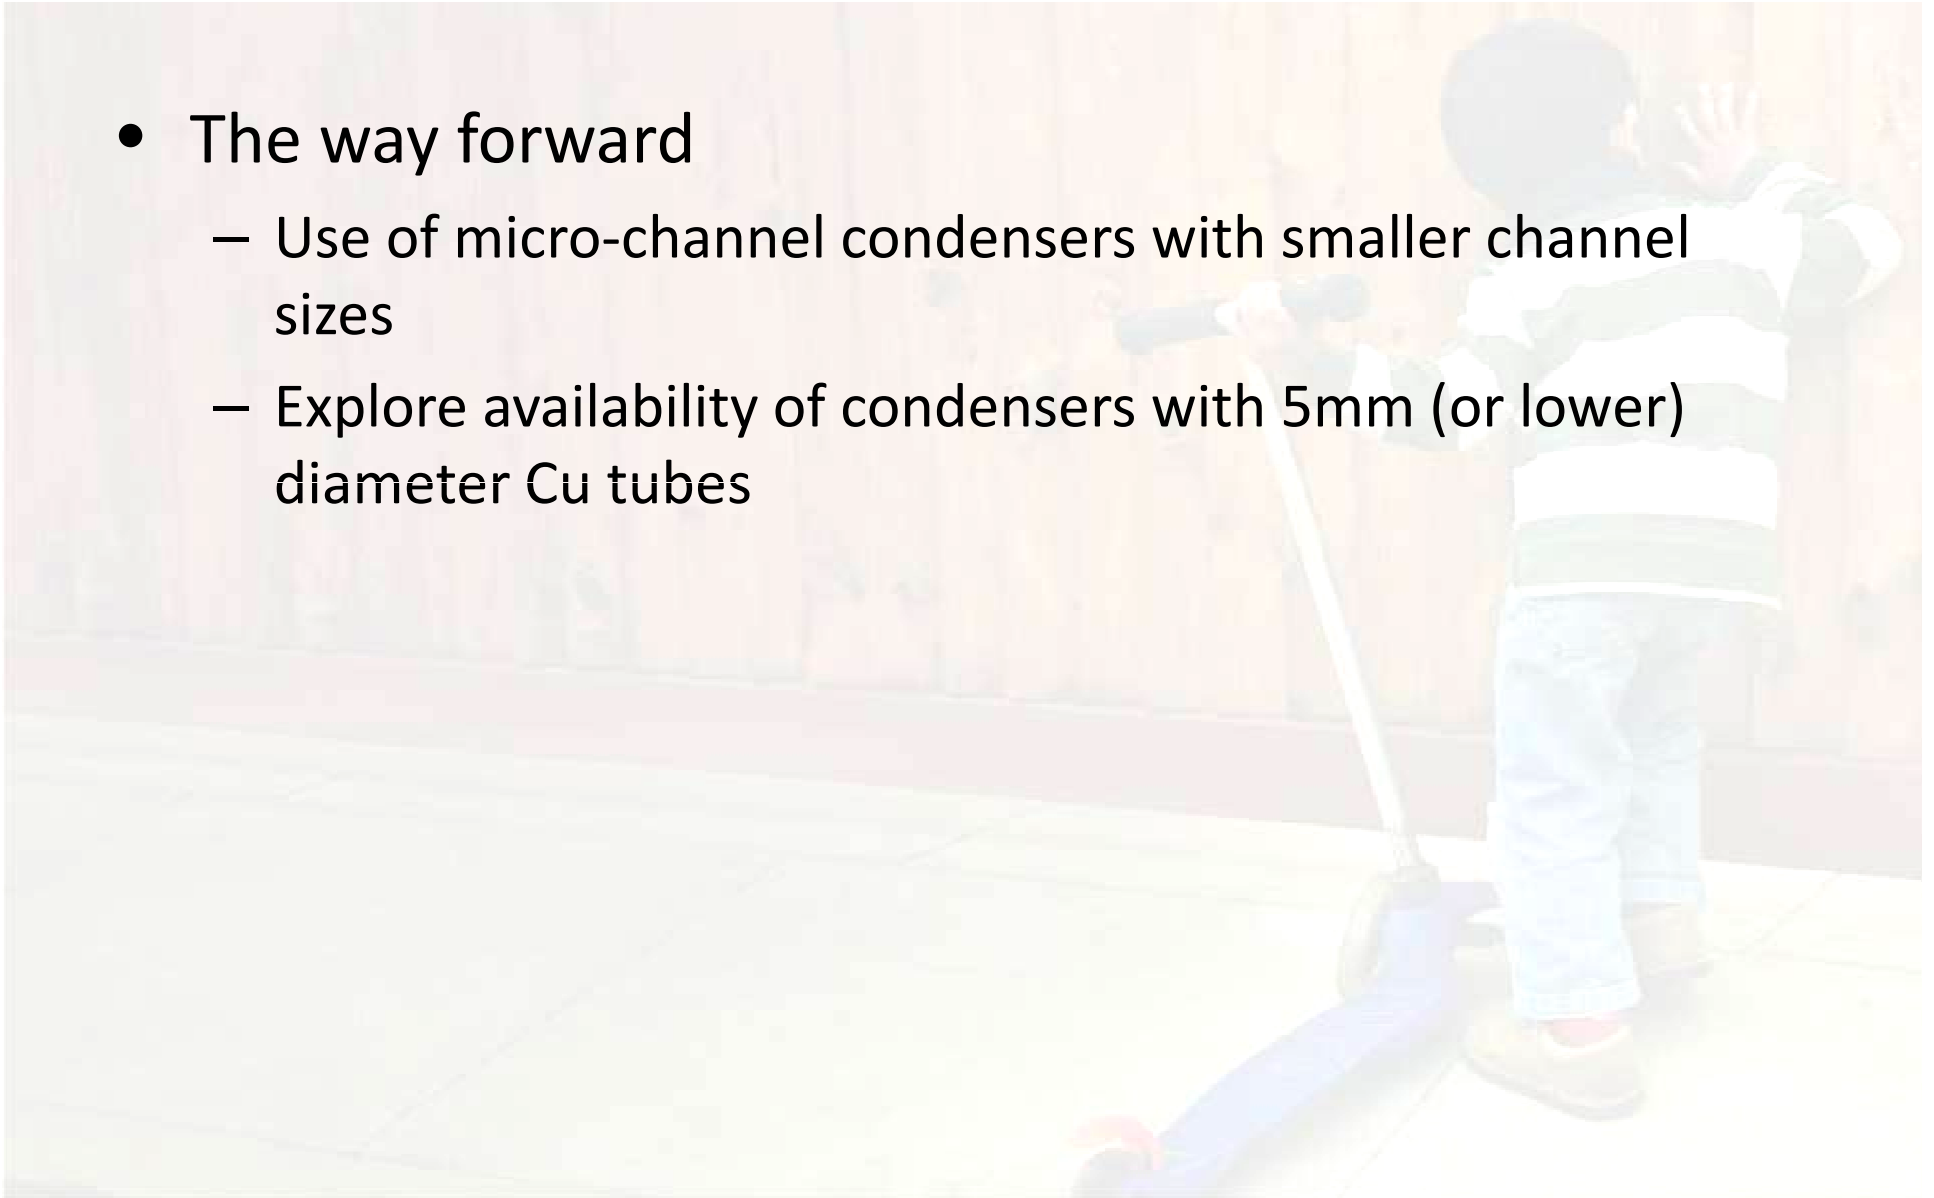 • The way forward
– Use of micro-channel condensers with smaller channel
sizes
– Explore availability of condensers with 5mm (or lower)
diameter Cu tubes